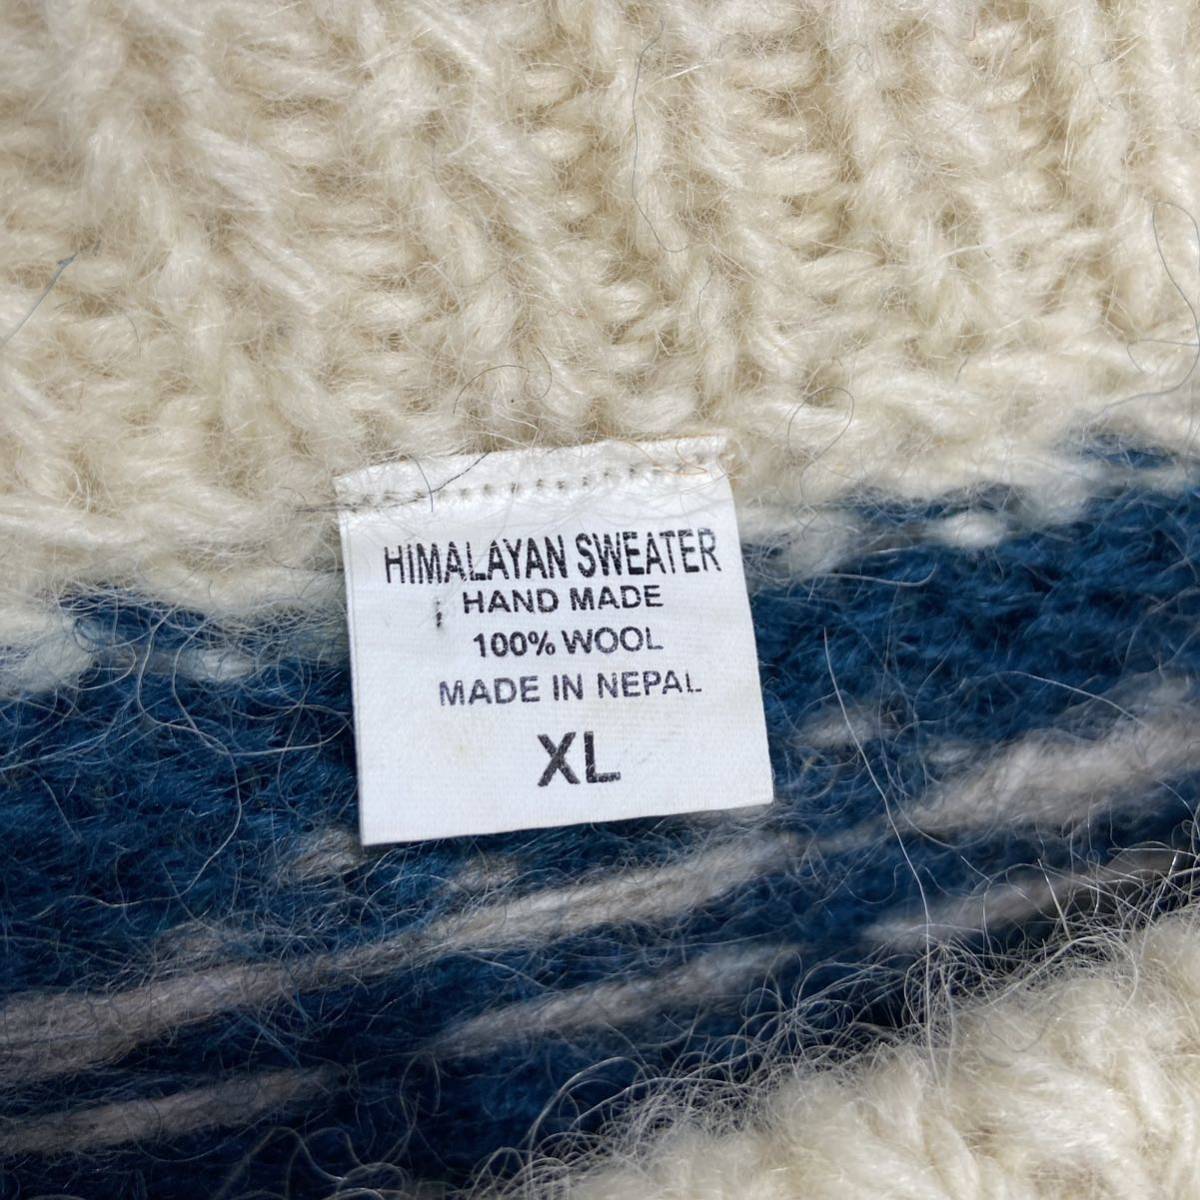 HIMALAYAN SWEATER
HAND MADE
100% WOOL
MADE IN NEPAL
XL